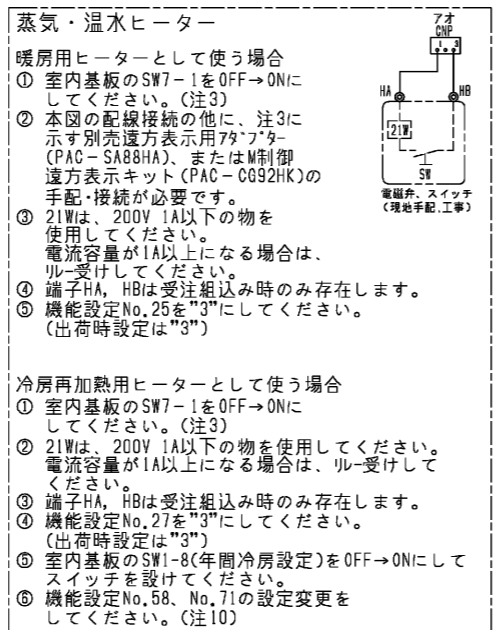 蒸気・温水ヒーター
アオ
CNP
1 3
HA HB
21W
SW
電磁弁、スイッチ
(現地手配,工事)
暖房用ヒーターとして使う場合
① 室内基板のSW7-1をOFF→ONに
してください。(注3)
② 本図の配線接続の他に、注3に
示す別売遠方表示用アダプター
(PAC-SA88HA)、またはM制御
遠方表示キット(PAC-CG92HK)の
手配・接続が必要です。
③ 21Wは、200V 1A以下の物を
使用してください。
電流容量が1A以上になる場合は、
リレー受けしてください。
④ 端子HA, HBは受注組込み時のみ存在します。
⑤ 機能設定No.25を"3"にしてください。
(出荷時設定は"3")
冷房再加熱用ヒーターとして使う場合
① 室内基板のSW7-1をOFF→ONに
してください。(注3)
② 21Wは、200V 1A以下の物を使用してください。
電流容量が1A以上になる場合は、リレー受けして
ください。
③ 端子HA, HBは受注組込み時のみ存在します。
④ 機能設定No.27を"3"にしてください。
(出荷時設定は"3")
⑤ 室内基板のSW1-8(年間冷房設定)をOFF→ONにして
スイッチを設けてください。
⑥ 機能設定No.58、No.71の設定変更を
してください。(注10)